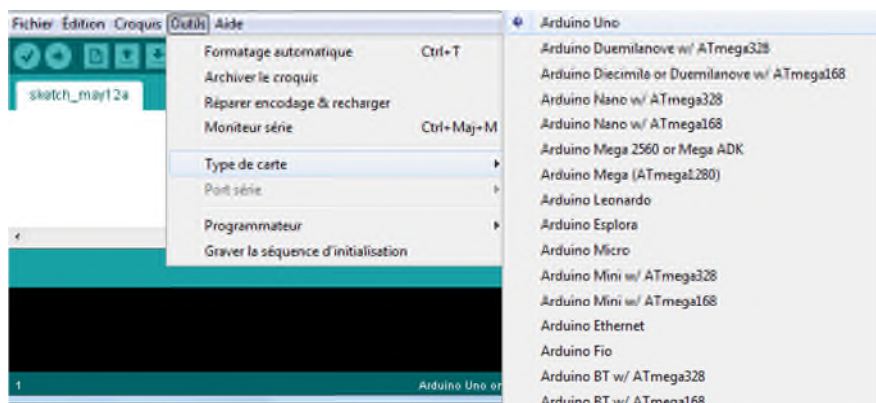 Fichier Édition Croquis Outils Aide
sketch_may12a
Formatage automatique Ctrl+T
Archiver le croquis
Réparer encodage & recharger
Moniteur série Ctrl+Maj+M
Type de carte
Port série
Programmateur
Graver la séquence d'initialisation
1
Arduino Uno or
Arduino Uno
Arduino Duemilanove w/ ATmega328
Arduino Diecimila or Duemilanove w/ ATmega168
Arduino Nano w/ ATmega328
Arduino Nano w/ ATmega168
Arduino Mega 2560 or Mega ADK
Arduino Mega (ATmega1280)
Arduino Leonardo
Arduino Esplora
Arduino Micro
Arduino Mini w/ ATmega328
Arduino Mini w/ ATmega168
Arduino Ethernet
Arduino Fio
Arduino BT w/ ATmega328
Arduino BT w/ ATmega168